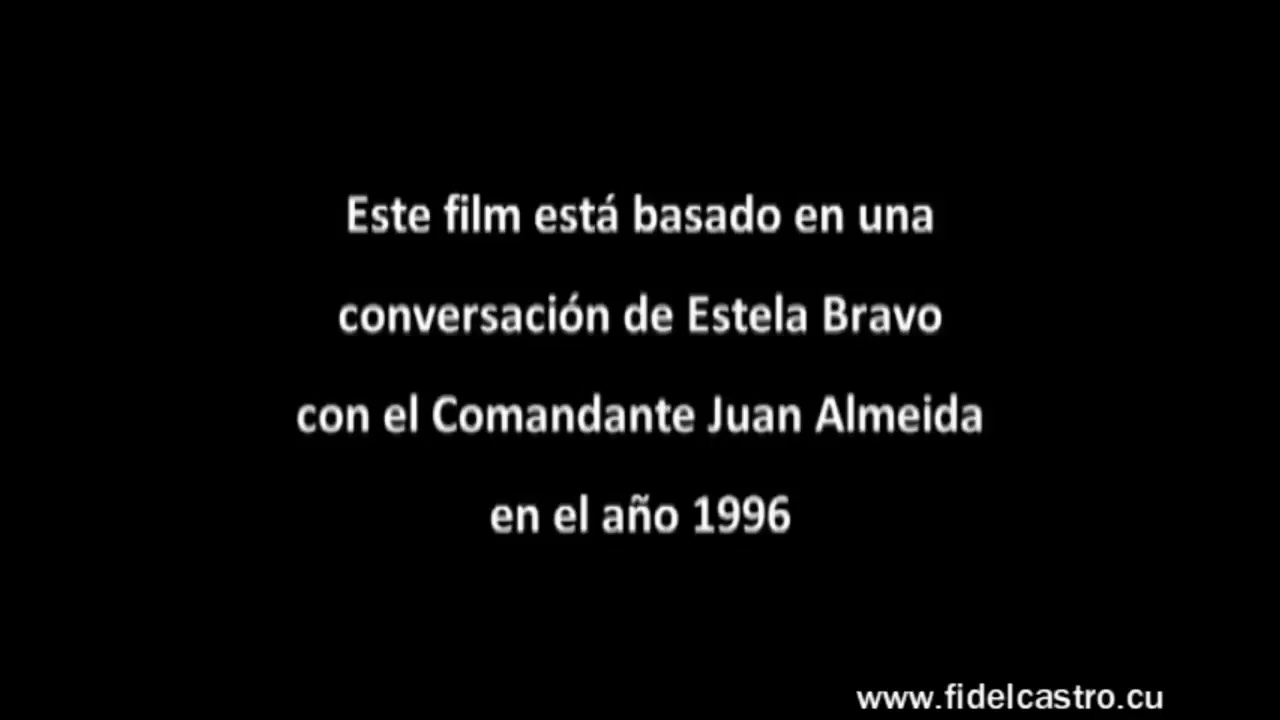 Este film está basado en una
conversación de Estela Bravo
con el Comandante Juan Almeida
en el año 1996
www.fidelcastro.cu